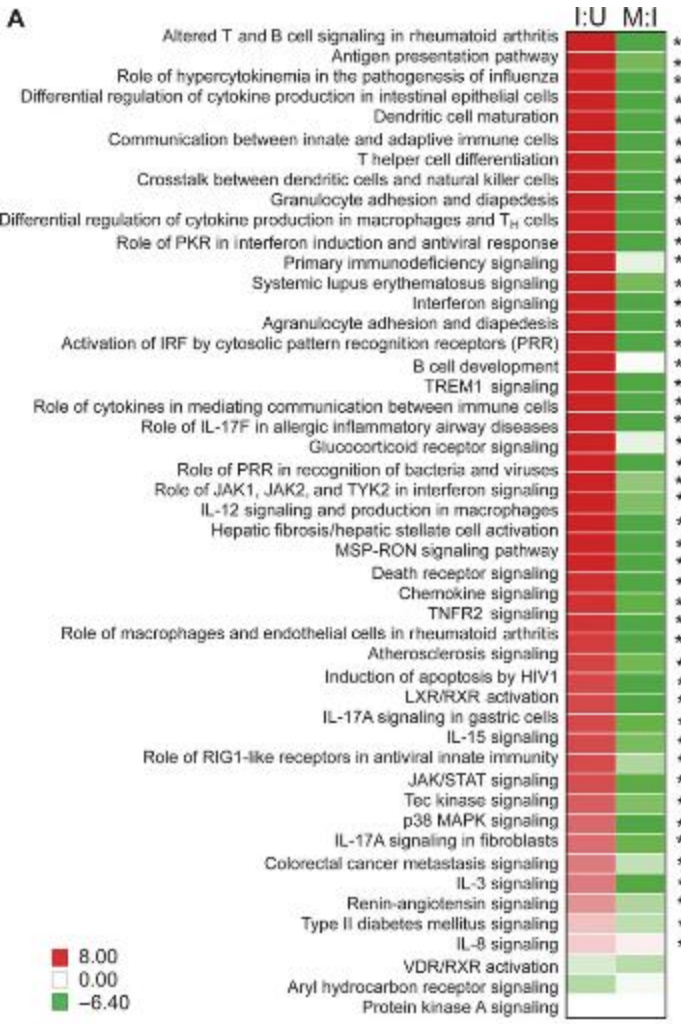 A
I:U M:I
Altered T and B cell signaling in rheumatoid arthritis *
Antigen presentation pathway *
Role of hypercytokinemia in the pathogenesis of influenza *
Differential regulation of cytokine production in intestinal epithelial cells *
Dendritic cell maturation *
Communication between innate and adaptive immune cells *
T helper cell differentiation *
Crosstalk between dendritic cells and natural killer cells *
Granulocyte adhesion and diapedesis *
Differential regulation of cytokine production in macrophages and TH cells *
Role of PKR in interferon induction and antiviral response *
Primary immunodeficiency signaling *
Systemic lupus erythematosus signaling *
Interferon signaling *
Agranulocyte adhesion and diapedesis *
Activation of IRF by cytosolic pattern recognition receptors (PRR) *
B cell development *
TREM1 signaling *
Role of cytokines in mediating communication between immune cells *
Role of IL-17F in allergic inflammatory airway diseases *
Glucocorticoid receptor signaling *
Role of PRR in recognition of bacteria and viruses *
Role of JAK1, JAK2, and TYK2 in interferon signaling *
IL-12 signaling and production in macrophages *
Hepatic fibrosis/hepatic stellate cell activation *
MSP-RON signaling pathway *
Death receptor signaling *
Chemokine signaling *
TNFR2 signaling *
Role of macrophages and endothelial cells in rheumatoid arthritis *
Atherosclerosis signaling *
Induction of apoptosis by HIV1 *
LXR/RXR activation *
IL-17A signaling in gastric cells *
IL-15 signaling *
Role of RIG1-like receptors in antiviral innate immunity *
JAK/STAT signaling *
Tec kinase signaling *
p38 MAPK signaling *
IL-17A signaling in fibroblasts *
Colorectal cancer metastasis signaling *
IL-3 signaling *
Renin-angiotensin signaling *
Type II diabetes mellitus signaling *
IL-8 signaling *
VDR/RXR activation
Aryl hydrocarbon receptor signaling
Protein kinase A signaling
8.00
0.00
−6.40